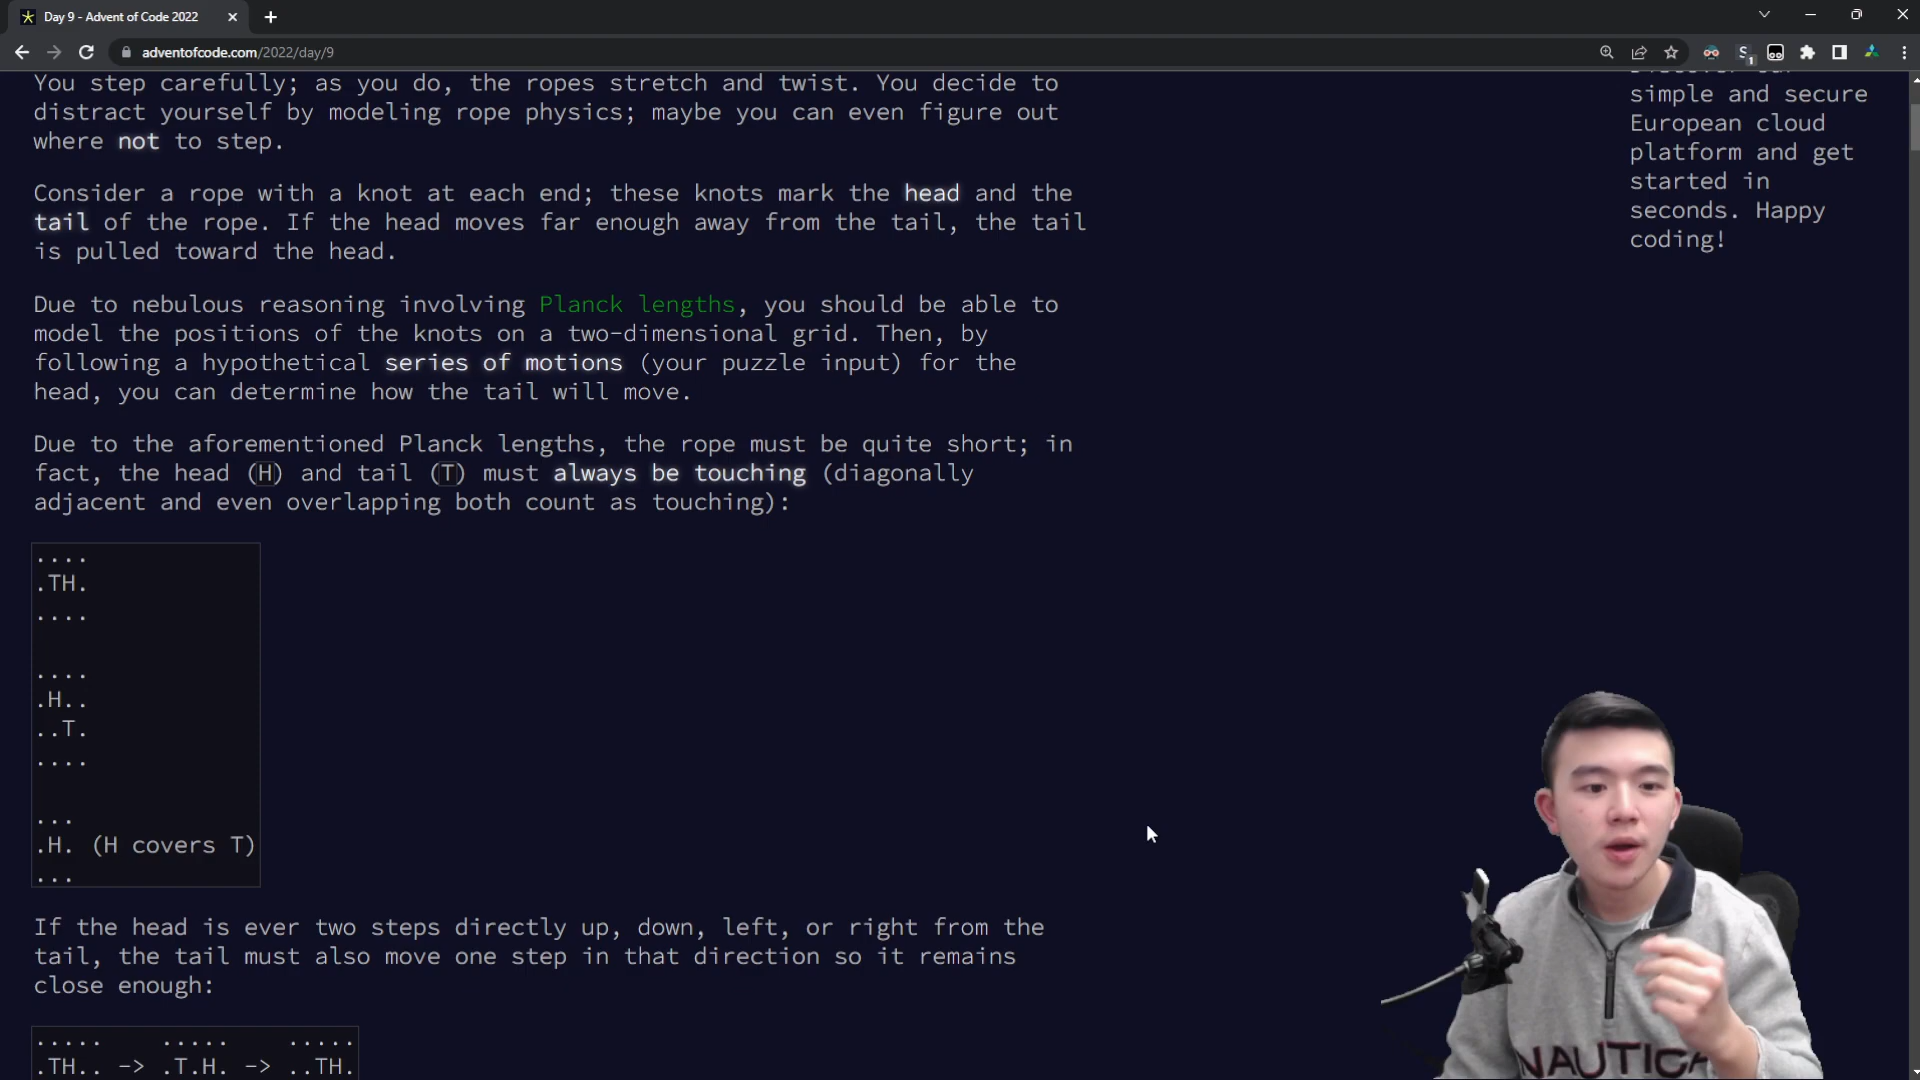 Day 9 - Advent of Code 2022
adventofcode.com/2022/day/9
You step carefully; as you do, the ropes stretch and twist. You decide to
distract yourself by modeling rope physics; maybe you can even figure out
where not to step.
Consider a rope with a knot at each end; these knots mark the head and the
tail of the rope. If the head moves far enough away from the tail, the tail
is pulled toward the head.
Due to nebulous reasoning involving Planck lengths, you should be able to
model the positions of the knots on a two-dimensional grid. Then, by
following a hypothetical series of motions (your puzzle input) for the
head, you can determine how the tail will move.
Due to the aforementioned Planck lengths, the rope must be quite short; in
fact, the head (H) and tail (T) must always be touching (diagonally
adjacent and even overlapping both count as touching):
....
.TH.
....
....
.H..
..T.
....
...
.H. (H covers T)
...
If the head is ever two steps directly up, down, left, or right from the
tail, the tail must also move one step in that direction so it remains
close enough:
..... ..... .....
.TH.. -> .T.H. -> ..TH.
simple and secure
European cloud
platform and get
started in
seconds. Happy
coding!
S
1
NAUTICA